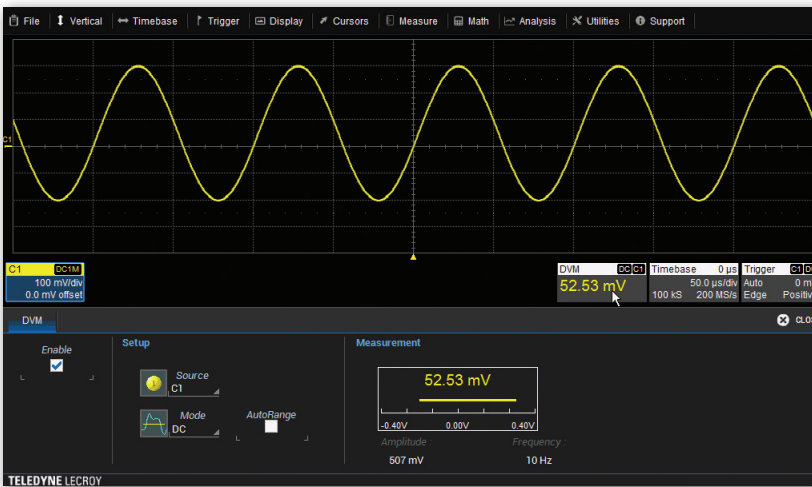 File Vertical Timebase Trigger Display Cursors Measure Math Analysis Utilities Support
C1
C1 DC1M
100 mV/div
0.0 mV offset
DVM DC C1
52.53 mV
Timebase 0 µs
50.0 µs/div
100 kS 200 MS/s
Trigger C1
Auto 0
Edge
DVM
Enable
Setup
Source
C1
Mode
DC
AutoRange
Measurement
52.53 mV
-0.40V 0.00V 0.40V
Amplitude : Frequency :
507 mV 10 Hz
TELEDYNE LECROY